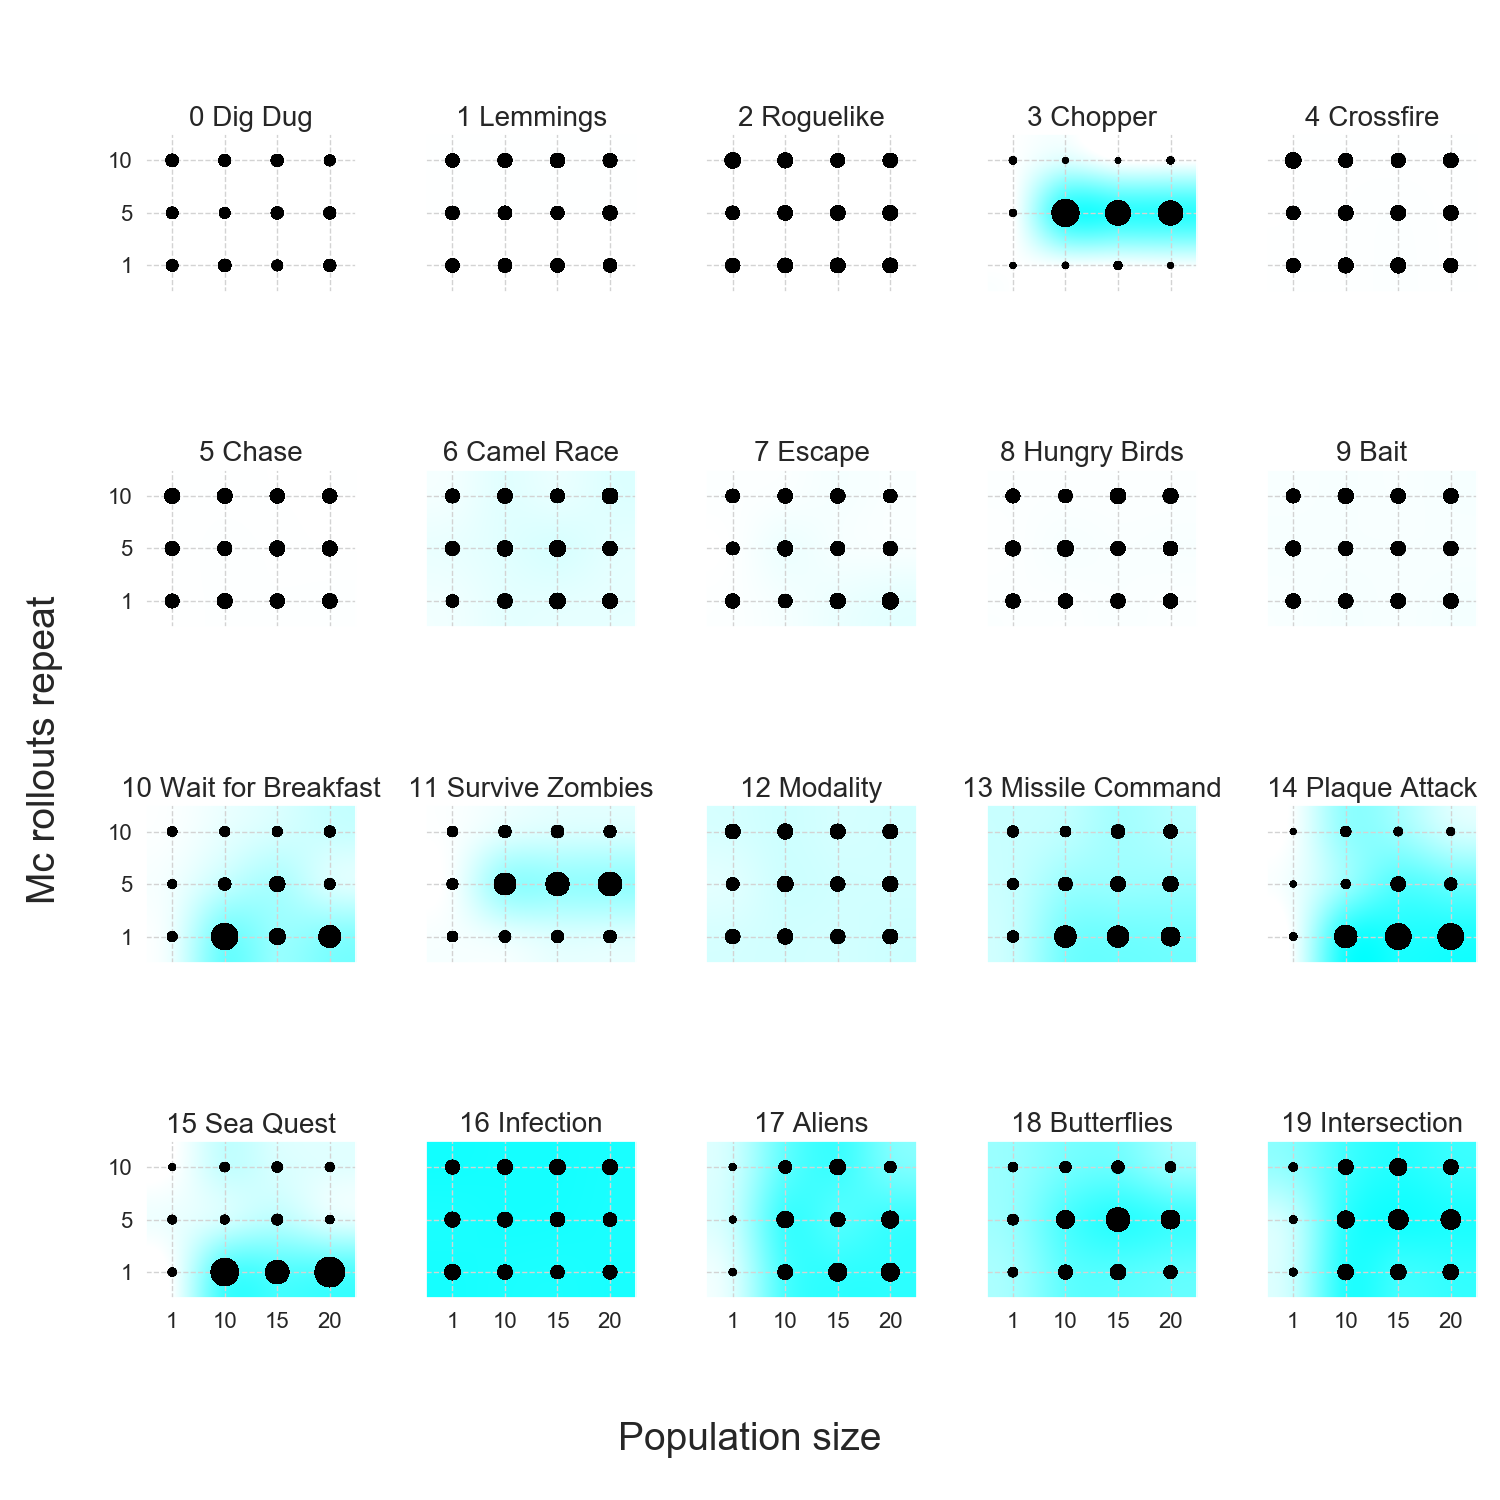 0 Dig Dug
1 Lemmings
2 Roguelike
3 Chopper
4 Crossfire
10
5
1
5 Chase
6 Camel Race
7 Escape
8 Hungry Birds
9 Bait
10
5
1
Mc rollouts repeat
10 Wait for Breakfast
11 Survive Zombies
12 Modality
13 Missile Command
14 Plaque Attack
10
5
1
15 Sea Quest
16 Infection
17 Aliens
18 Butterflies
19 Intersection
10
5
1
1 10 15 20
1 10 15 20
1 10 15 20
1 10 15 20
1 10 15 20
Population size